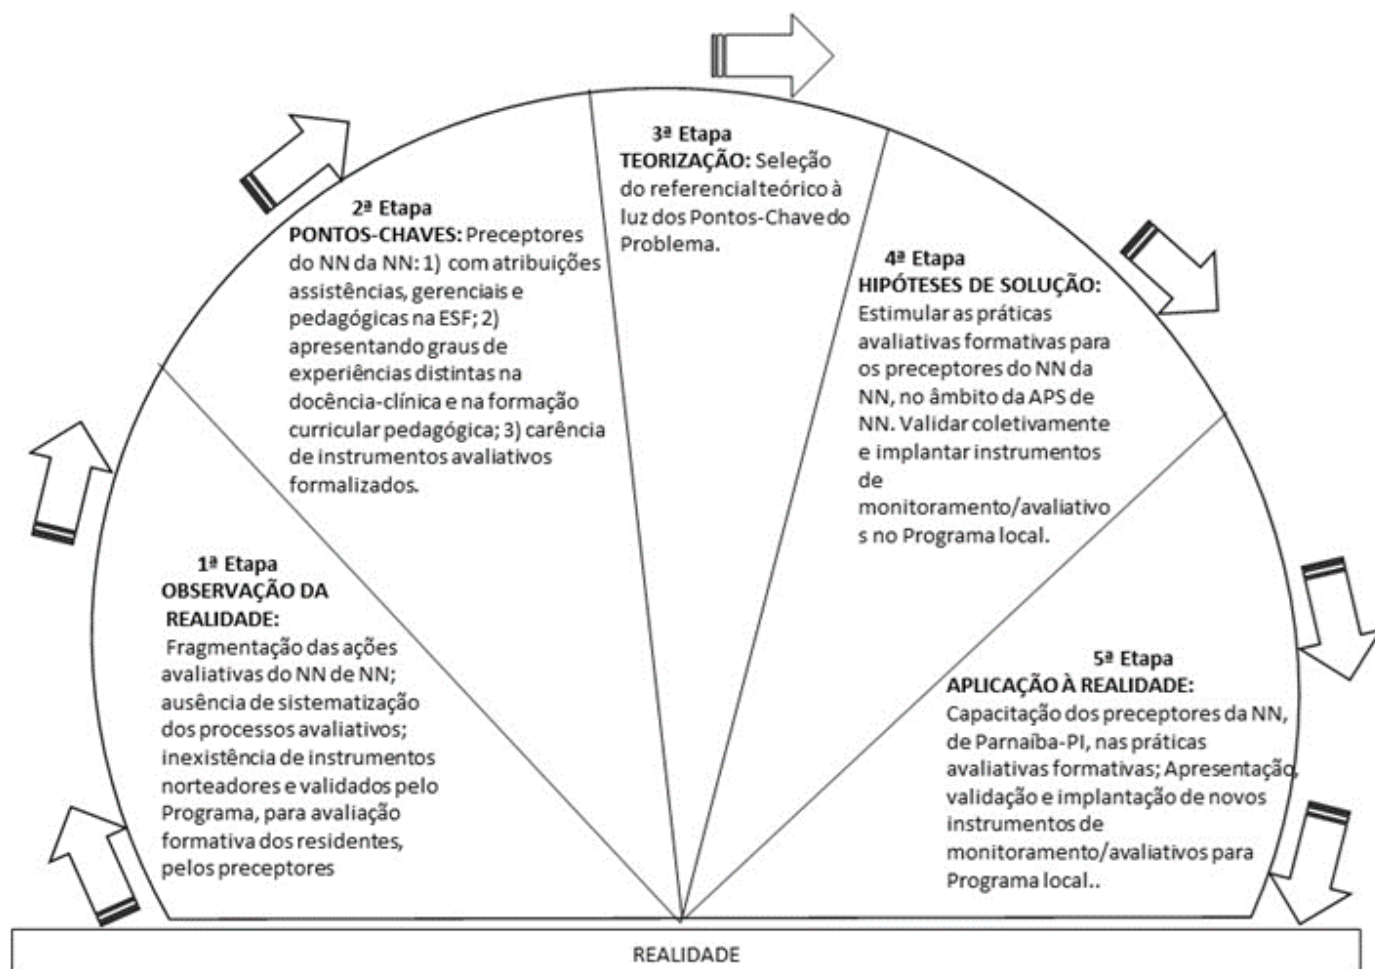 1ª Etapa
OBSERVAÇÃO DA
REALIDADE:
Fragmentação das ações
avaliativas do NN de NN;
ausência de sistematização
dos processos avaliativos;
inexistência de instrumentos
norteadores e validados pelo
Programa, para avaliação
formativa dos residentes,
pelos preceptores
2ª Etapa
PONTOS-CHAVES: Preceptores
do NN da NN: 1) com atribuições
assistências, gerenciais e
pedagógicas na ESF; 2)
apresentando graus de
experiências distintas na
docência-clínica e na formação
curricular pedagógica; 3) carência
de instrumentos avaliativos
formalizados.
3ª Etapa
TEORIZAÇÃO: Seleção
do referencial teórico à
luz dos Pontos-Chave do
Problema.
4ª Etapa
HIPÓTESES DE SOLUÇÃO:
Estimular as práticas
avaliativas formativas para
os preceptores do NN da
NN, no âmbito da APS de
NN. Validar coletivamente
e implantar instrumentos
de
monitoramento/avaliativo
s no Programa local.
5ª Etapa
APLICAÇÃO À REALIDADE:
Capacitação dos preceptores da NN,
de Parnaíba-PI, nas práticas
avaliativas formativas; Apresentação,
validação e implantação de novos
instrumentos de
monitoramento/avaliativos para
Programa local..
REALIDADE